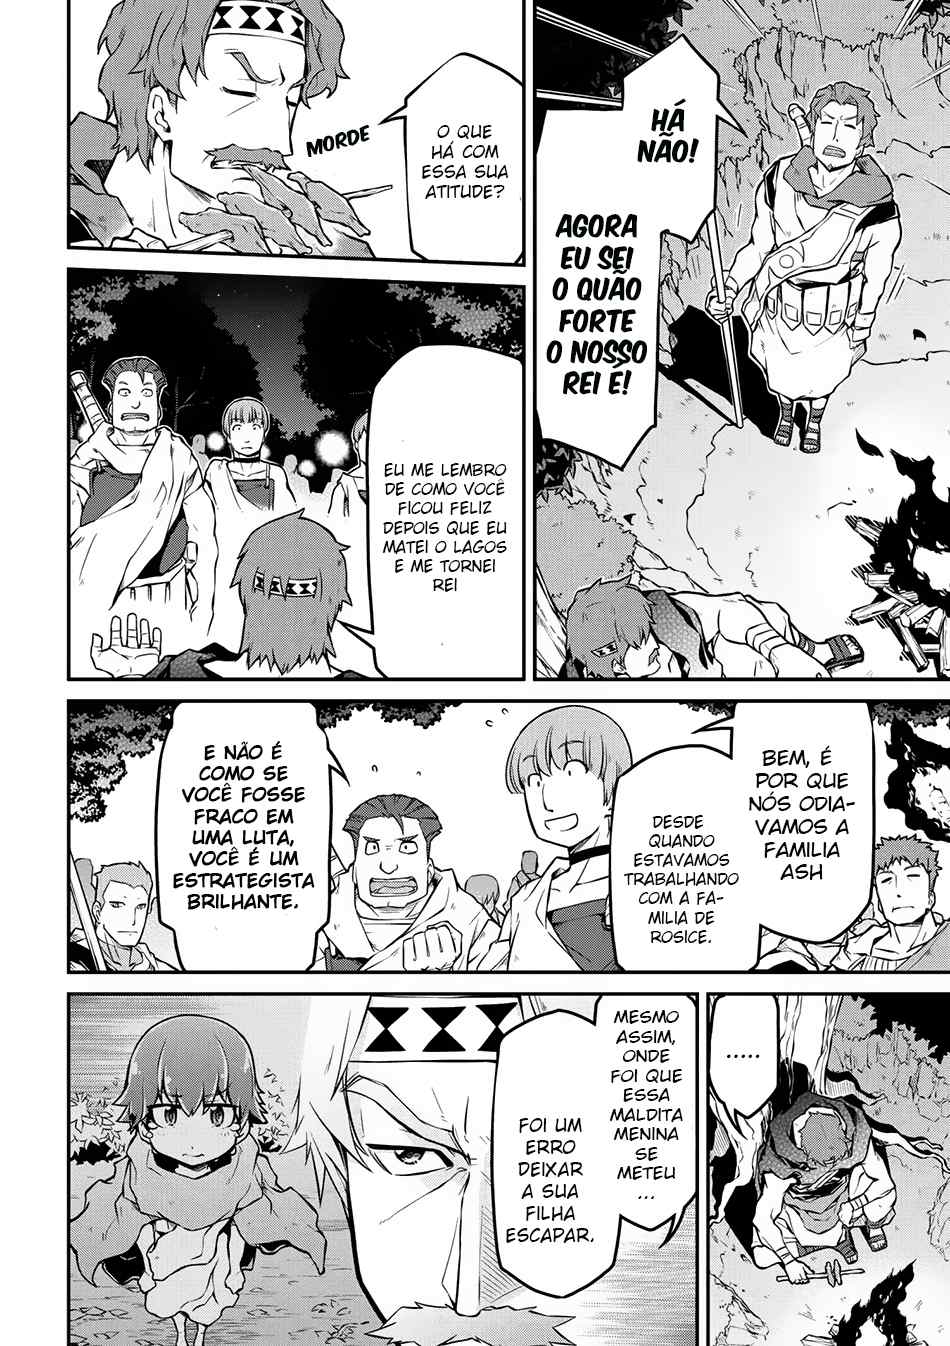 HÁ
NÃO!
AGORA
EU SEI
O QUÃO
FORTE
O NOSSO
REI É!
O QUE
HÁ COM
ESSA SUA
ATITUDE?
MORDE
EU ME LEMBRO
DE COMO VOCÊ
FICOU FELIZ
DEPOIS QUE EU
MATEI O LAGOS
E ME TORNEI
REI
BEM, É
POR QUE
NÓS ODIA-
VAMOS A
FAMILIA
ASH
DESDE
QUANDO
ESTAVAMOS
TRABALHANDO
COM A FA-
MILIA DE
ROSICE.
E NÃO É
COMO SE
VOCÊ FOSSE
FRACO EM
UMA LUTA,
VOCÊ É UM
ESTRATEGISTA
BRILHANTE.
.....
MESMO
ASSIM,
ONDE
FOI QUE
ESSA
MALDITA
MENINA
SE
METEU
...
FOI UM
ERRO
DEIXAR
A SUA
FILHA
ESCAPAR.